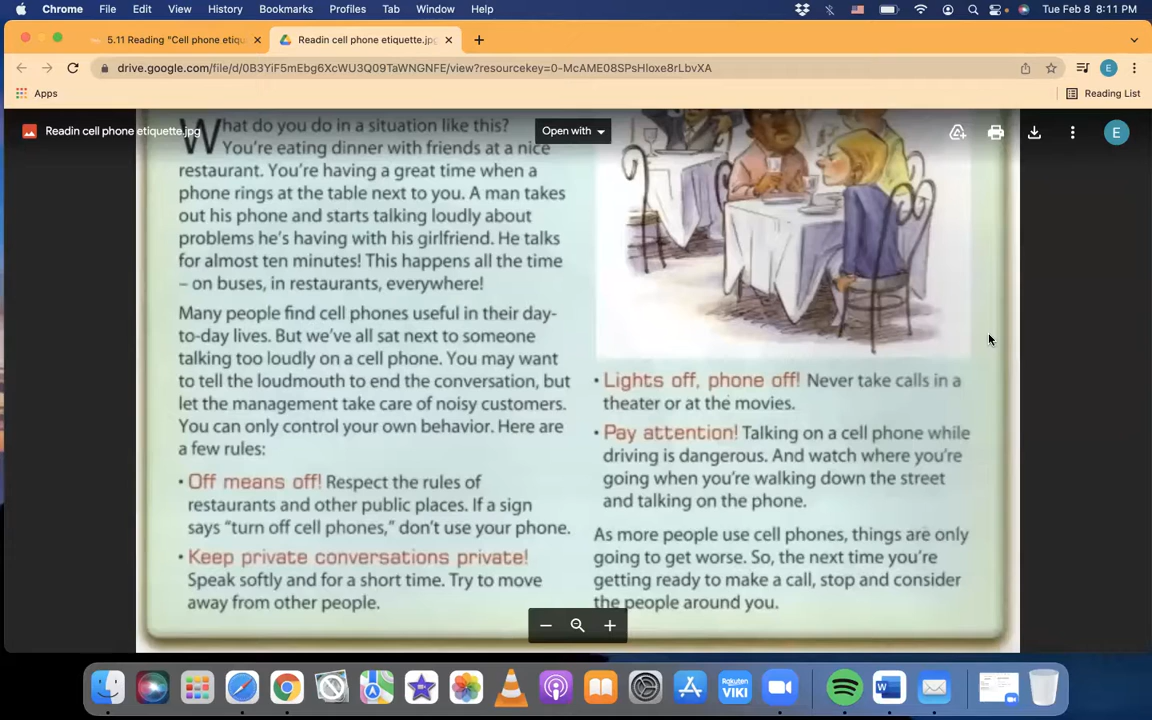 Chrome File Edit View History Bookmarks Profiles Tab Window Help Tue Feb 8 8:11 PM
5.11 Reading "Cell phone etiqu Readin cell phone etiquette.jpg
drive.google.com/file/d/0B3YiF5mEbg6XcWU3Q09TaWNGNFE/view?resourcekey=0-McAME08SPsHIoxe8rLbvXA E
Apps Reading List
Readin cell phone etiquette.jpg Open with E
What do you do in a situation like this?
You're eating dinner with friends at a nice
restaurant. You're having a great time when a
phone rings at the table next to you. A man takes
out his phone and starts talking loudly about
problems he's having with his girlfriend. He talks
for almost ten minutes! This happens all the time
– on buses, in restaurants, everywhere!
Many people find cell phones useful in their day-
to-day lives. But we've all sat next to someone
talking too loudly on a cell phone. You may want
to tell the loudmouth to end the conversation, but
let the management take care of noisy customers.
You can only control your own behavior. Here are
a few rules:
• Off means off! Respect the rules of
restaurants and other public places. If a sign
says "turn off cell phones," don't use your phone.
• Keep private conversations private!
Speak softly and for a short time. Try to move
away from other people.
• Lights off, phone off! Never take calls in a
theater or at the movies.
• Pay attention! Talking on a cell phone while
driving is dangerous. And watch where you're
going when you're walking down the street
and talking on the phone.
As more people use cell phones, things are only
going to get worse. So, the next time you're
getting ready to make a call, stop and consider
the people around you.
Rakuten
VIKI
W